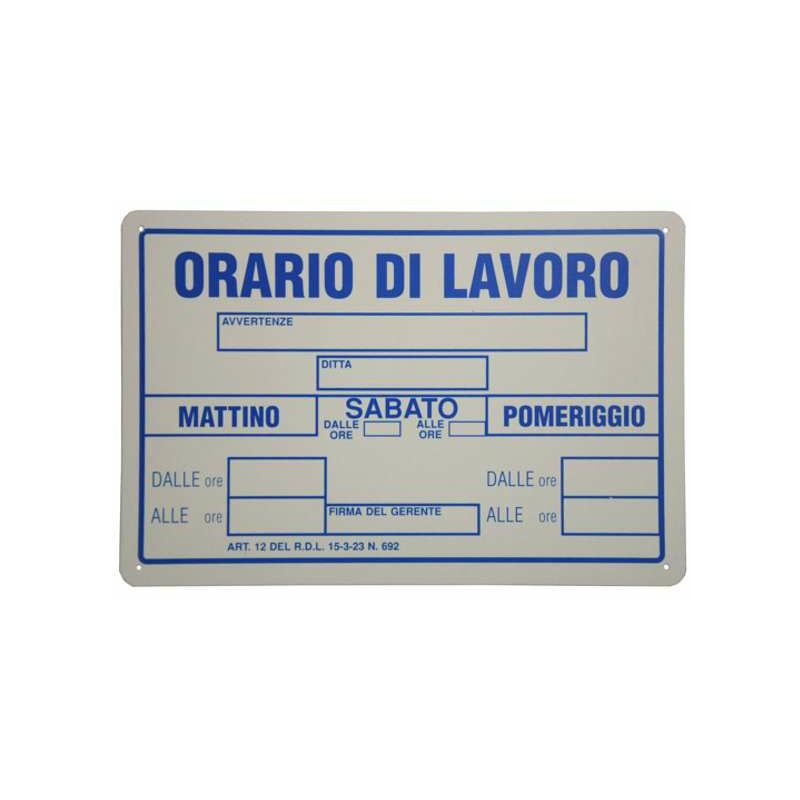 ORARIO DI LAVORO
AVVERTENZE
DITTA
MATTINO
SABATO
DALLE ORE
ALLE ORE
POMERIGGIO
DALLE ore
ALLE ore
FIRMA DEL GERENTE
DALLE ore
ALLE ore
ART. 12 DEL R.D.L. 15-3-23 N. 692